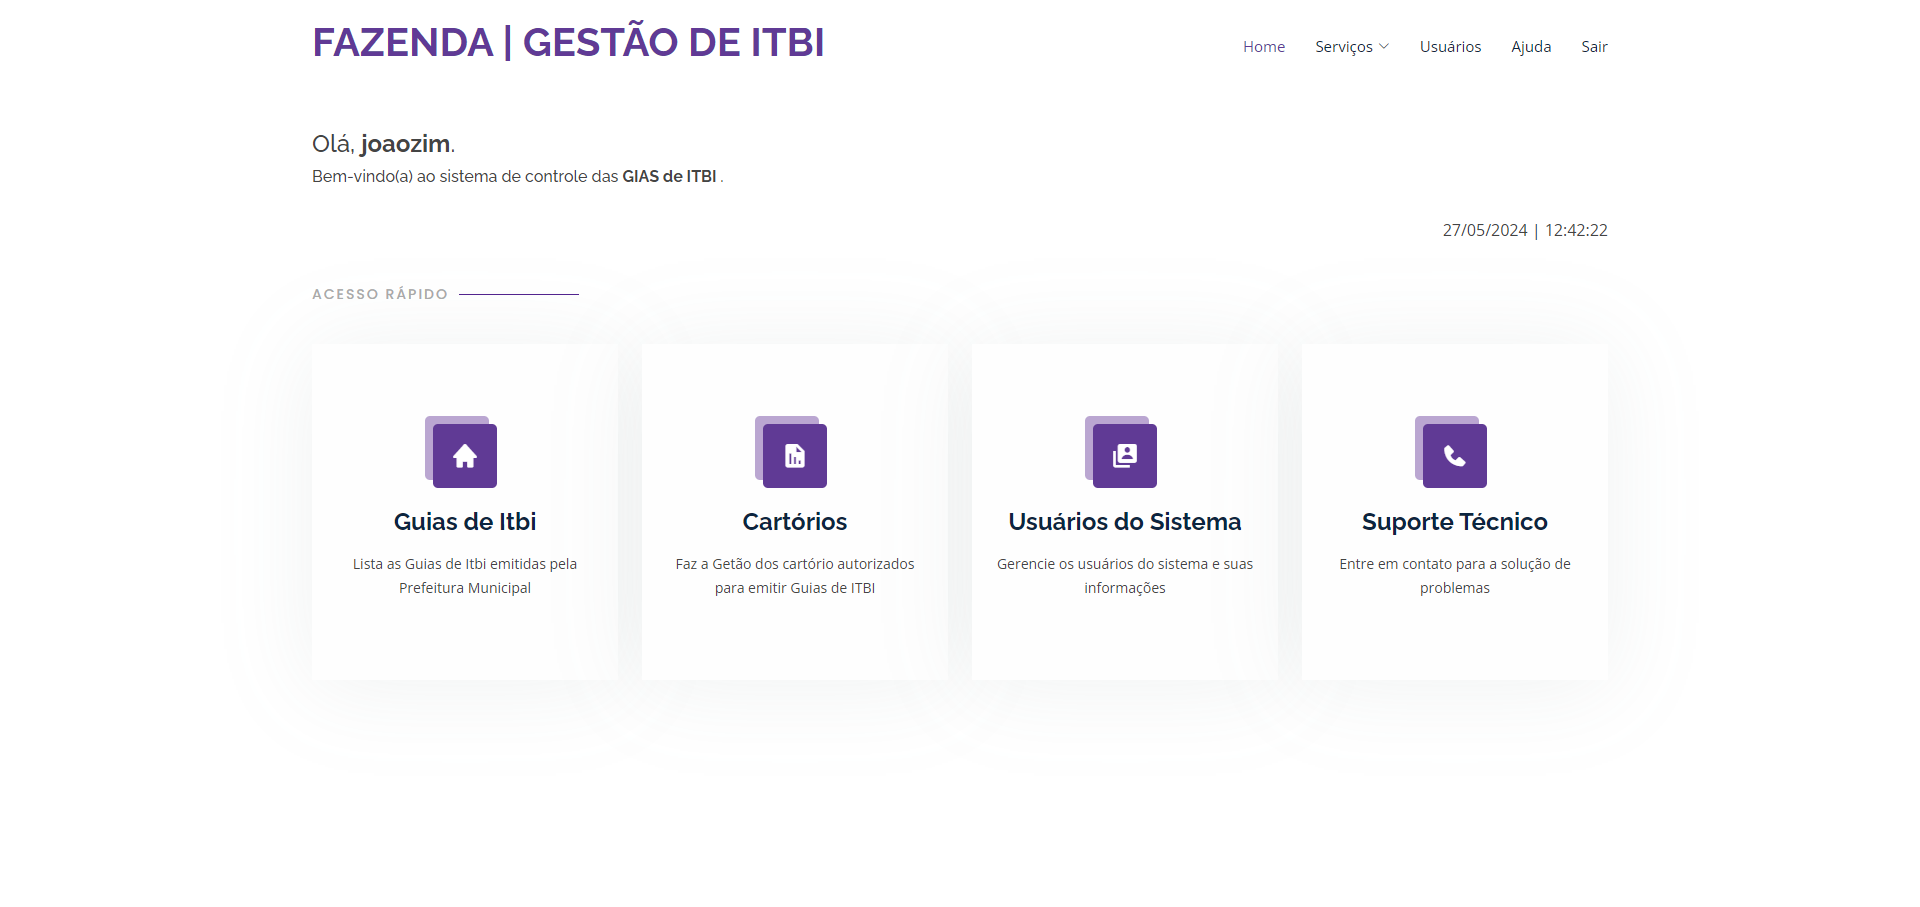 FAZENDA | GESTÃO DE ITBI
Home Serviços Usuários Ajuda Sair
Olá, joaozim.
Bem-vindo(a) ao sistema de controle das GIAS de ITBI .
27/05/2024 | 12:42:22
ACESSO RÁPIDO
Guias de Itbi
Lista as Guias de Itbi emitidas pela
Prefeitura Municipal
Cartórios
Faz a Getão dos cartório autorizados
para emitir Guias de ITBI
Usuários do Sistema
Gerencie os usuários do sistema e suas
informações
Suporte Técnico
Entre em contato para a solução de
problemas